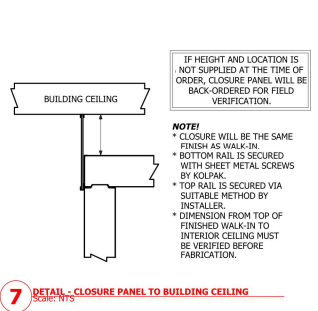 IF HEIGHT AND LOCATION IS
NOT SUPPLIED AT THE TIME OF
ORDER, CLOSURE PANEL WILL BE
BACK-ORDERED FOR FIELD
VERIFICATION.
BUILDING CEILING
NOTE!
* CLOSURE WILL BE THE SAME
FINISH AS WALK-IN.
* BOTTOM RAIL IS SECURED
WITH SHEET METAL SCREWS
BY KOLPAK.
* TOP RAIL IS SECURED VIA
SUITABLE METHOD BY
INSTALLER.
* DIMENSION FROM TOP OF
FINISHED WALK-IN TO
INTERIOR CEILING MUST
BE VERIFIED BEFORE
FABRICATION.
7
DETAIL - CLOSURE PANEL TO BUILDING CEILING
Scale: NTS